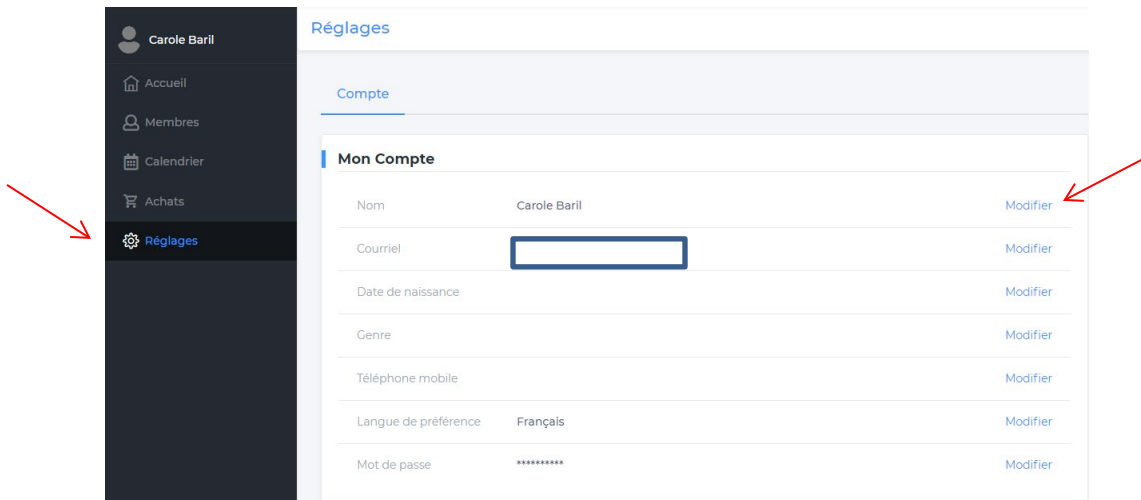 Carole Baril
Accueil
Membres
Calendrier
Achats
Réglages
Réglages
Compte
Mon Compte
Nom Carole Baril Modifier
Courriel Modifier
Date de naissance Modifier
Genre Modifier
Téléphone mobile Modifier
Langue de préférence Français Modifier
Mot de passe ********** Modifier